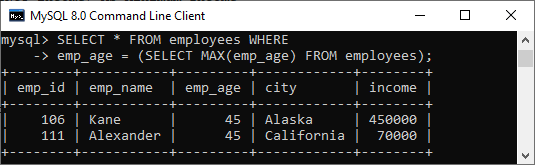 MySQL 8.0 Command Line Client
mysql> SELECT * FROM employees WHERE
    -> emp_age = (SELECT MAX(emp_age) FROM employees);
+--------+-----------+---------+------------+--------+
| emp_id | emp_name  | emp_age | city       | income |
+--------+-----------+---------+------------+--------+
|    106 | Kane      |      45 | Alaska     | 450000 |
|    111 | Alexander |      45 | California |  70000 |
+--------+-----------+---------+------------+--------+